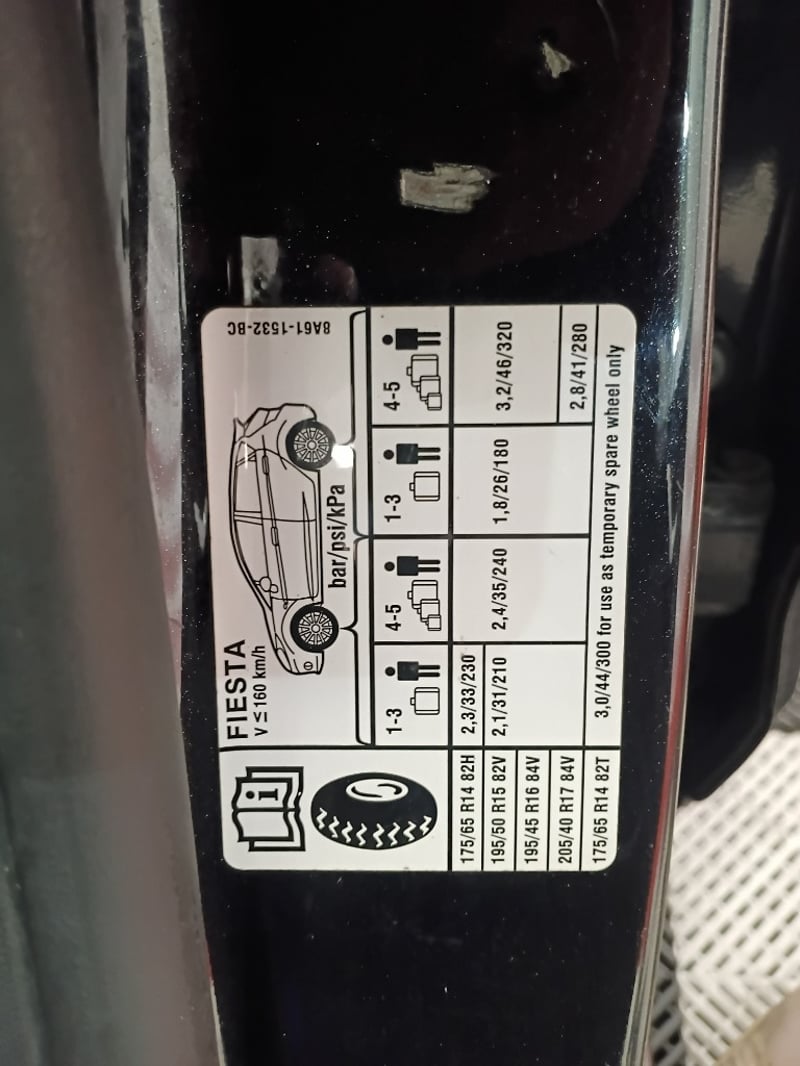 FIESTA
V ≤ 160 km/h
8A61-1532-BC
bar/psi/kPa
1-3 4-5 1-3 4-5
175/65 R14 82H 2,3/33/230 2,4/35/240 1,8/26/180 3,2/46/320
195/50 R15 82V 2,1/31/210
195/45 R16 84V
205/40 R17 84V 2,8/41/280
175/65 R14 82T 3,0/44/300 for use as temporary spare wheel only